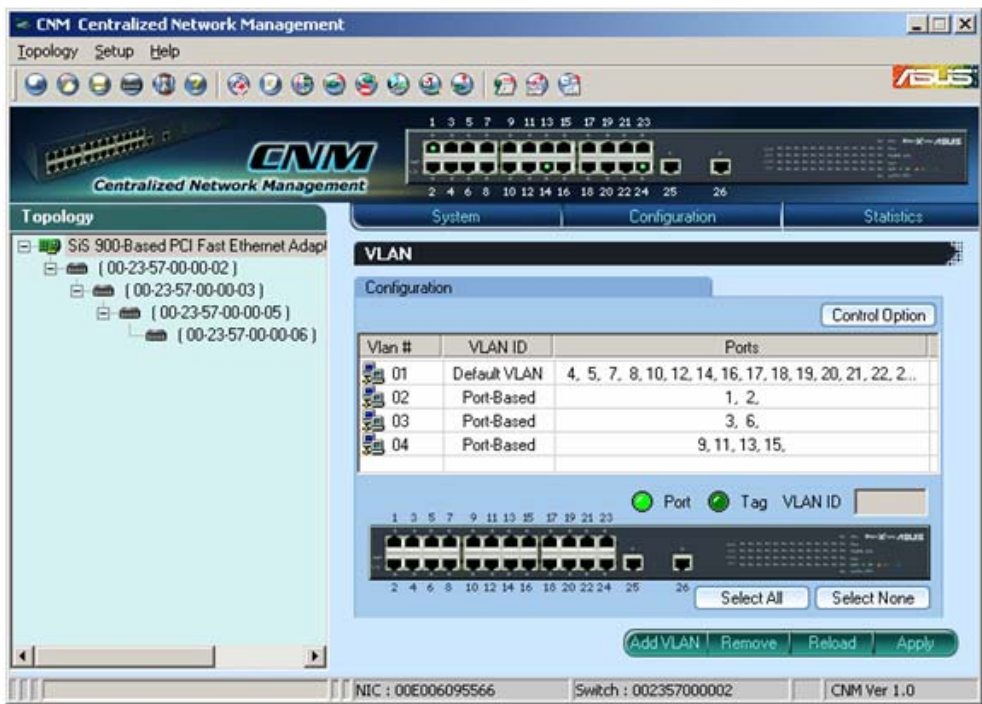 CNM Centralized Network Management
Topology Setup Help
ASUS
1 3 5 7 9 11 13 15 17 19 21 23
CNM
Centralized Network Management
2 4 6 8 10 12 14 16 18 20 22 24 25 26
Topology
System Configuration Statistics
SiS 900-Based PCI Fast Ethernet Adapt
( 00-23-57-00-00-02 )
( 00-23-57-00-00-03 )
( 00-23-57-00-00-05 )
( 00-23-57-00-00-06 )
VLAN
Configuration
Control Option
Vlan # VLAN ID Ports
01 Default VLAN 4, 5, 7, 8, 10, 12, 14, 16, 17, 18, 19, 20, 21, 22, 2...
02 Port-Based 1, 2,
03 Port-Based 3, 6,
04 Port-Based 9, 11, 13, 15,
Port Tag VLAN ID
1 3 5 7 9 11 13 15 17 19 21 23
2 4 6 8 10 12 14 16 18 20 22 24 25 26
Select All Select None
Add VLAN Remove Reload Apply
NIC : 00E006095566 Switch : 002357000002 CNM Ver 1.0